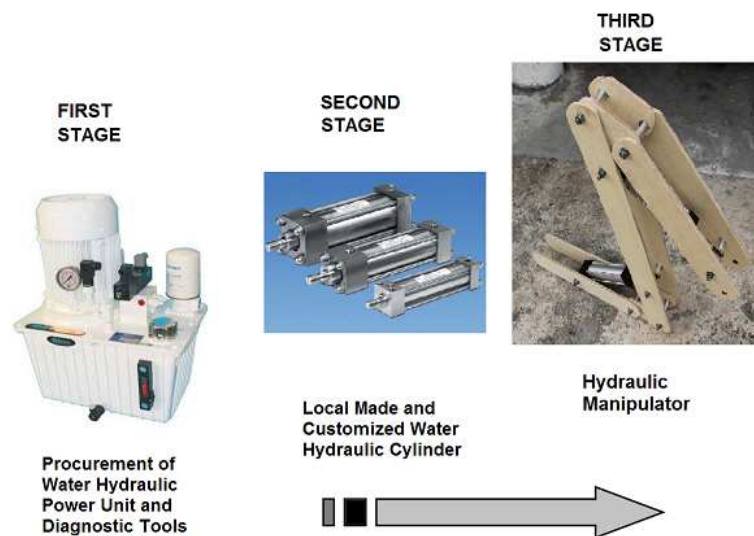 FIRST
STAGE
Procurement of
Water Hydraulic
Power Unit and
Diagnostic Tools
SECOND
STAGE
Local Made and
Customized Water
Hydraulic Cylinder
THIRD
STAGE
Hydraulic
Manipulator